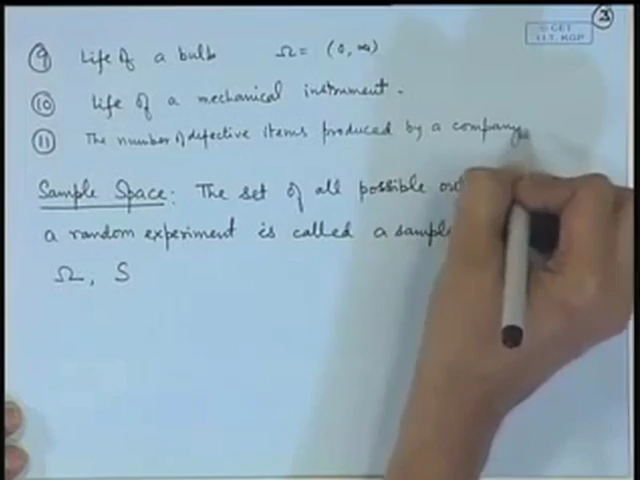 3
© CET
I.I.T. KGP
9 Life of a bulb Ω = (0, ∞)
10 Life of a mechanical instrument.
11 The number of defective items produced by a company
Sample Space : The set of all possible
a random experiment is called a sample
Ω, S